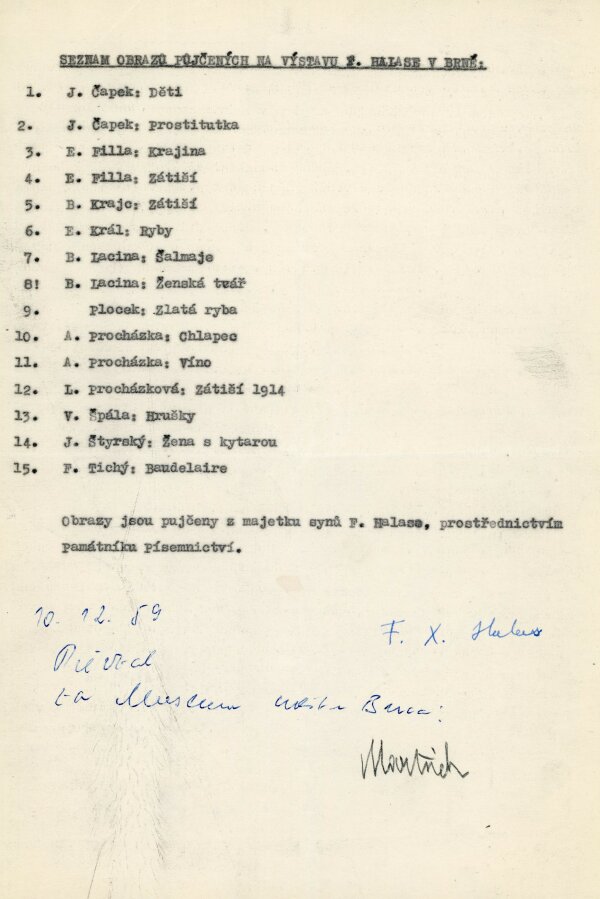 SEZNAM OBRAZŮ PŮJČENÝCH NA VÝSTAVU F. HALASE V BRNĚ:
1. J. Čapek: Děti
2. J. Čapek: Prostitutka
3. E. Filla: Krajina
4. E. Filla: Zátiší
5. B. Krajc: Zátiší
6. E. Král: Ryby
7. B. Lacina: Šalmaje
8! B. Lacina: Ženská tvář
9. Plocek: Zlatá ryba
10. A. Procházka: Chlapec
11. A. Procházka: Víno
12. L. Procházková: Zátiší 1914
13. V. Špála: Hrušky
14. J. Štyrský: Žena s kytarou
15. F. Tichý: Baudelaire
Obrazy jsou pujčeny z majetku synů F. Halase, prostřednictvím
Památníku Písemnictví.
10. 12. 59
F. X. Halas
Převzal
za Museum města Brna: